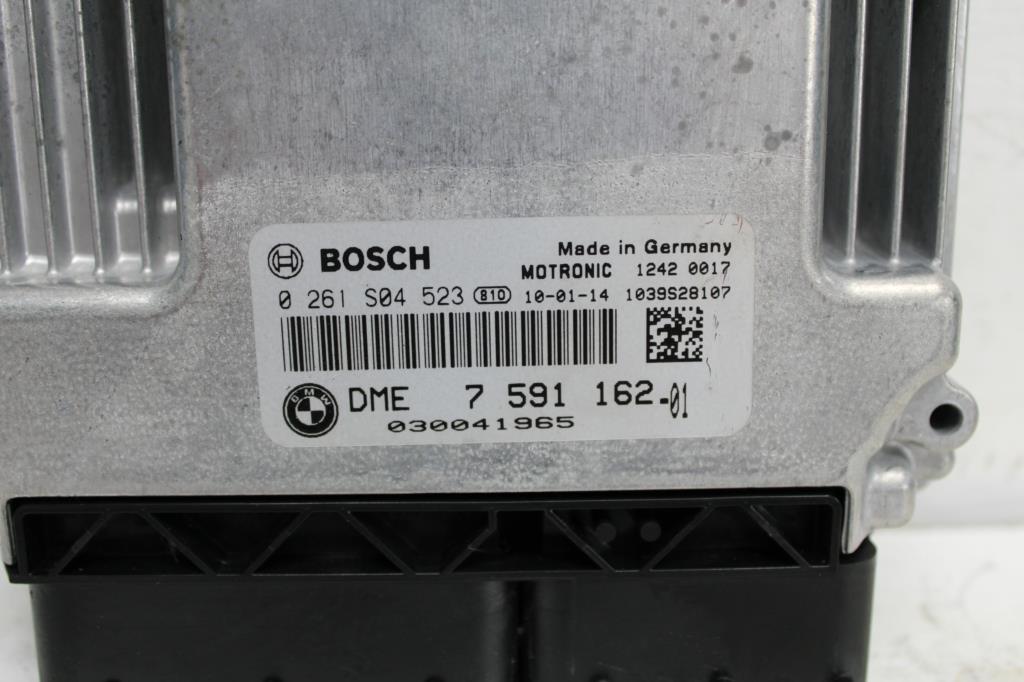 BOSCH Made in Germany
MOTRONIC 1242 0017
0 261 S04 523 810 10-01-14 1039S28107
BMW DME 7 591 162-01
030041965